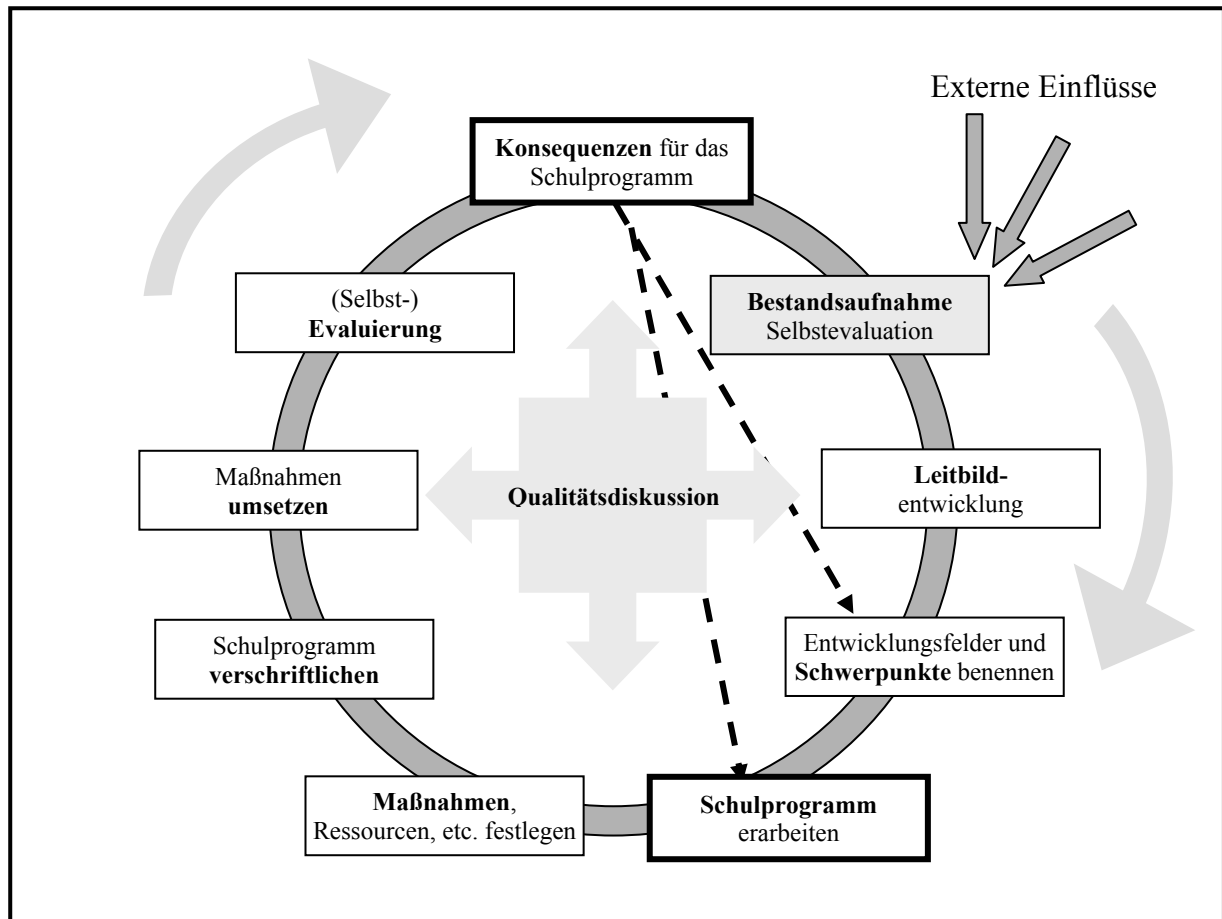 Externe Einflüsse
Konsequenzen für das
Schulprogramm
Bestandsaufnahme
Selbstevaluation
Leitbild-
entwicklung
Entwicklungsfelder und
Schwerpunkte benennen
Schulprogramm
erarbeiten
Maßnahmen,
Ressourcen, etc. festlegen
Schulprogramm
verschriftlichen
Maßnahmen
umsetzen
(Selbst-)
Evaluierung
Qualitätsdiskussion